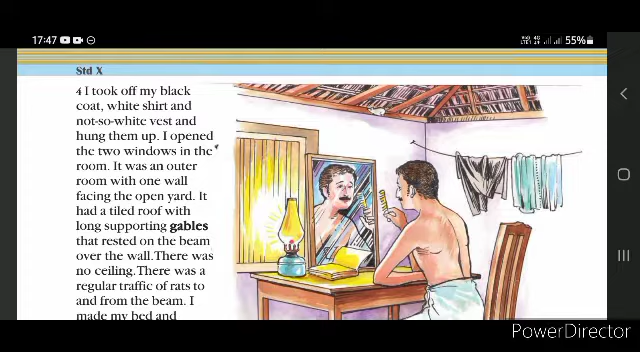 17:47
55%
Std X
4 I took off my black
coat, white shirt and
not-so-white vest and
hung them up. I opened
the two windows in the
room. It was an outer
room with one wall
facing the open yard. It
had a tiled roof with
long supporting gables
that rested on the beam
over the wall. There was
no ceiling. There was a
regular traffic of rats to
and from the beam. I
made my bed and
PowerDirector